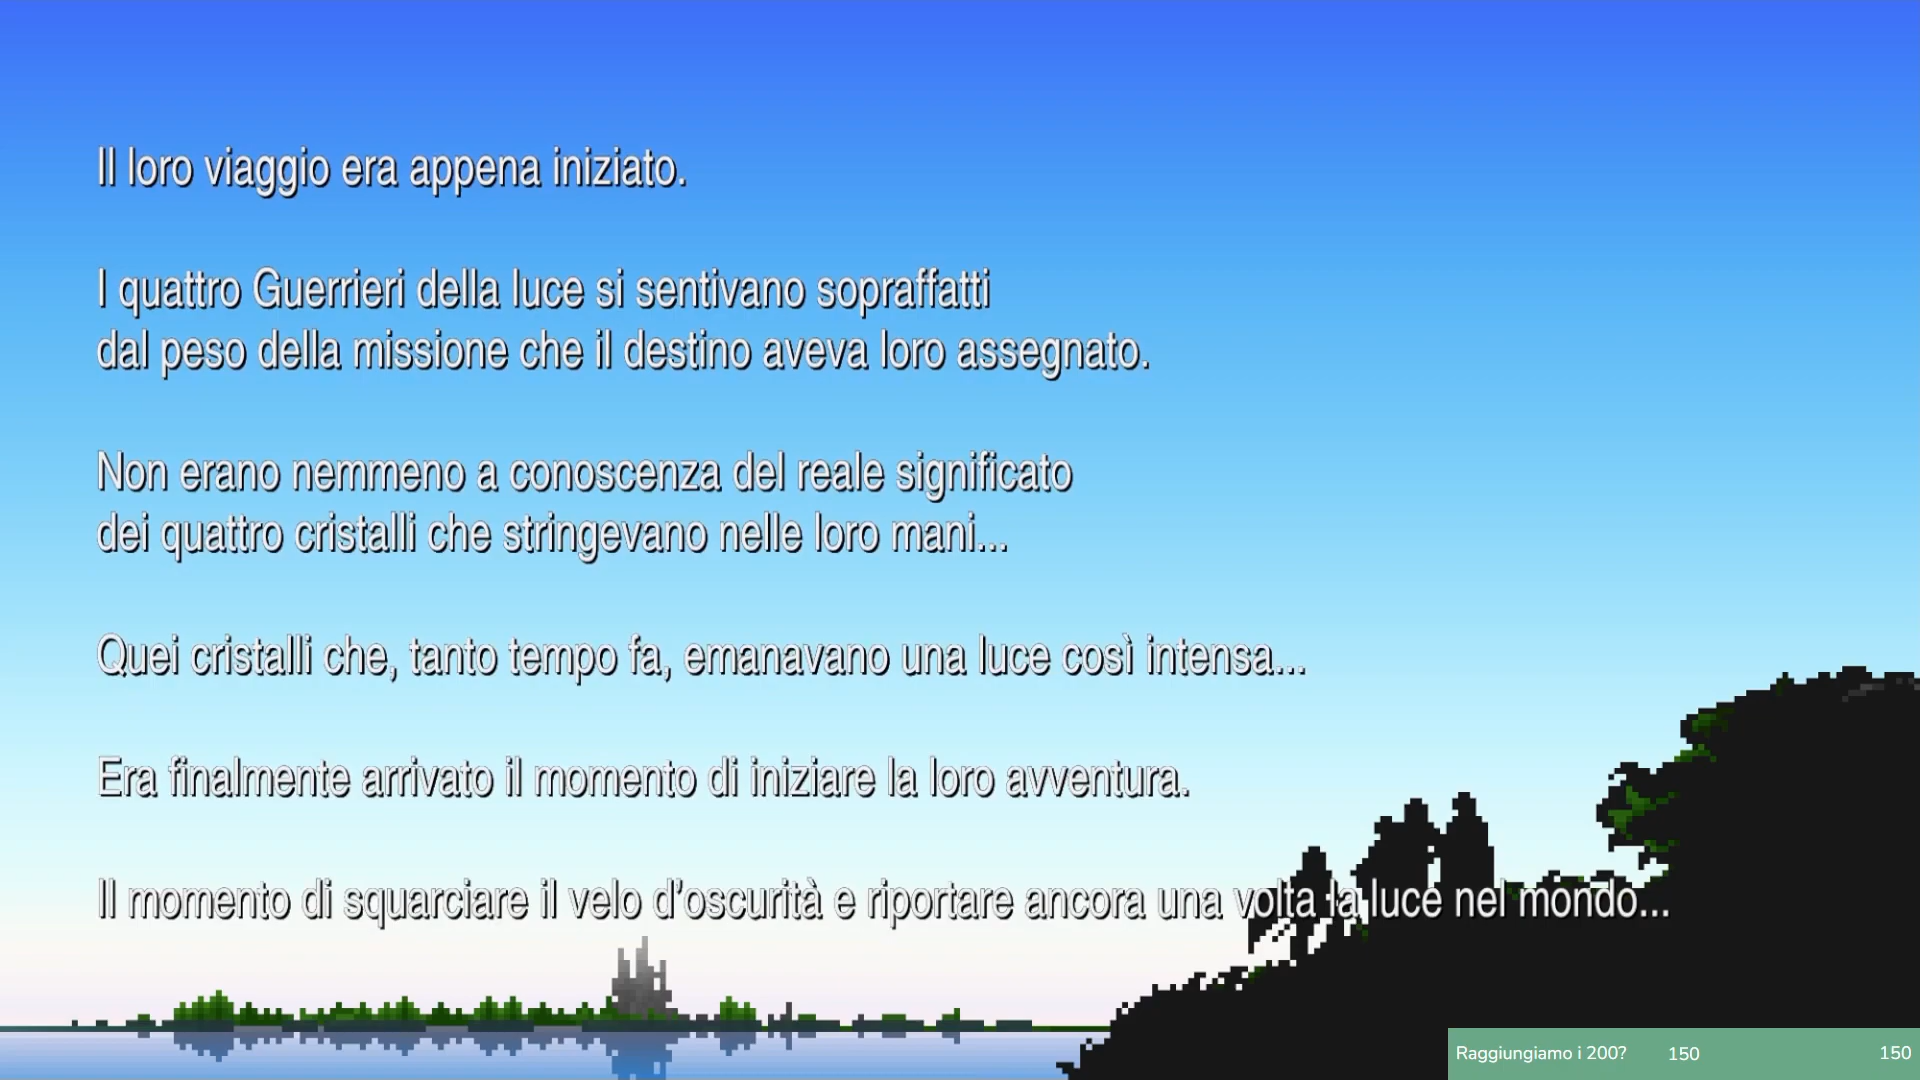 Il loro viaggio era appena iniziato.
I quattro Guerrieri della luce si sentivano sopraffatti
dal peso della missione che il destino aveva loro assegnato.
Non erano nemmeno a conoscenza del reale significato
dei quattro cristalli che stringevano nelle loro mani...
Quei cristalli che, tanto tempo fa, emanavano una luce così intensa...
Era finalmente arrivato il momento di iniziare la loro avventura.
Il momento di squarciare il velo d'oscurità e riportare ancora una volta la luce nel mondo...
Raggiungiamo i 200? 150 150